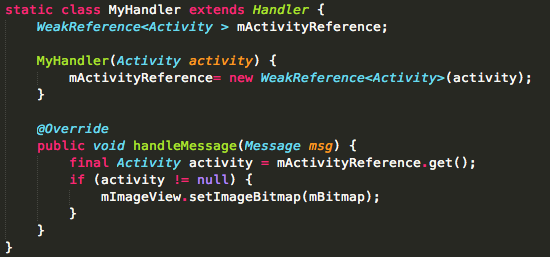 static class MyHandler extends Handler {
    WeakReference<Activity > mActivityReference;

    MyHandler(Activity activity) {
        mActivityReference= new WeakReference<Activity>(activity);
    }

    @Override
    public void handleMessage(Message msg) {
        final Activity activity = mActivityReference.get();
        if (activity != null) {
            mImageView.setImageBitmap(mBitmap);
        }
    }
}